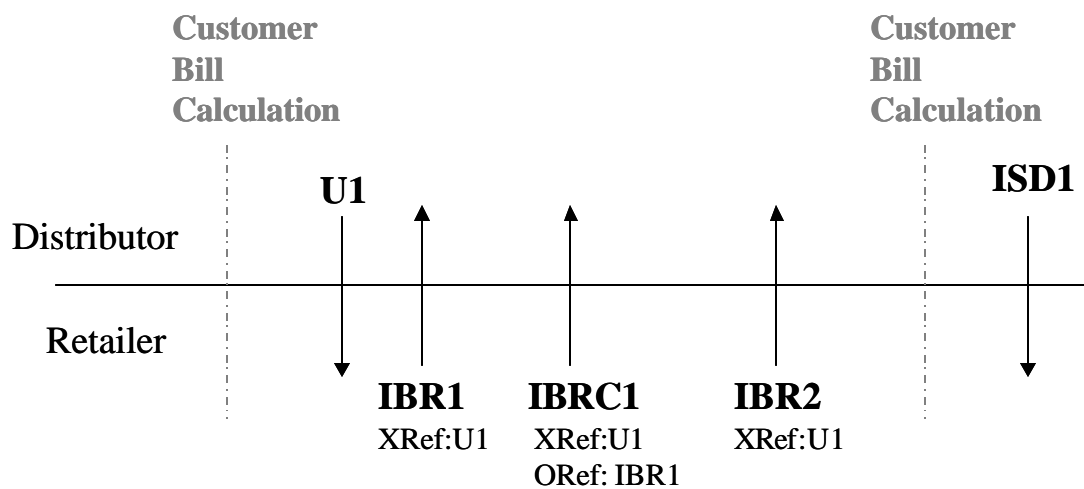 Customer
Bill
Calculation
Customer
Bill
Calculation
U1
ISD1
Distributor
Retailer
IBR1
XRef:U1
IBRC1
XRef:U1
ORef: IBR1
IBR2
XRef:U1